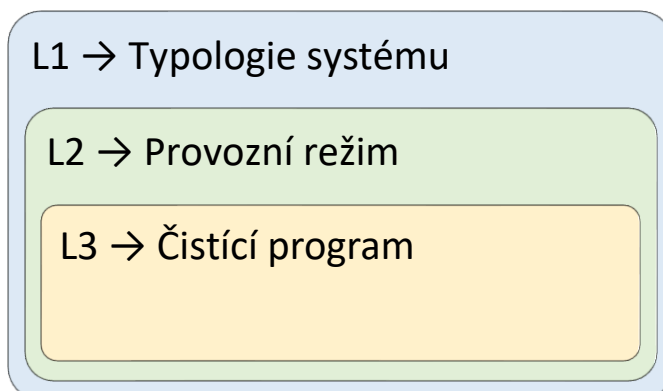 L1 → Typologie systému
L2 → Provozní režim
L3 → Čistící program